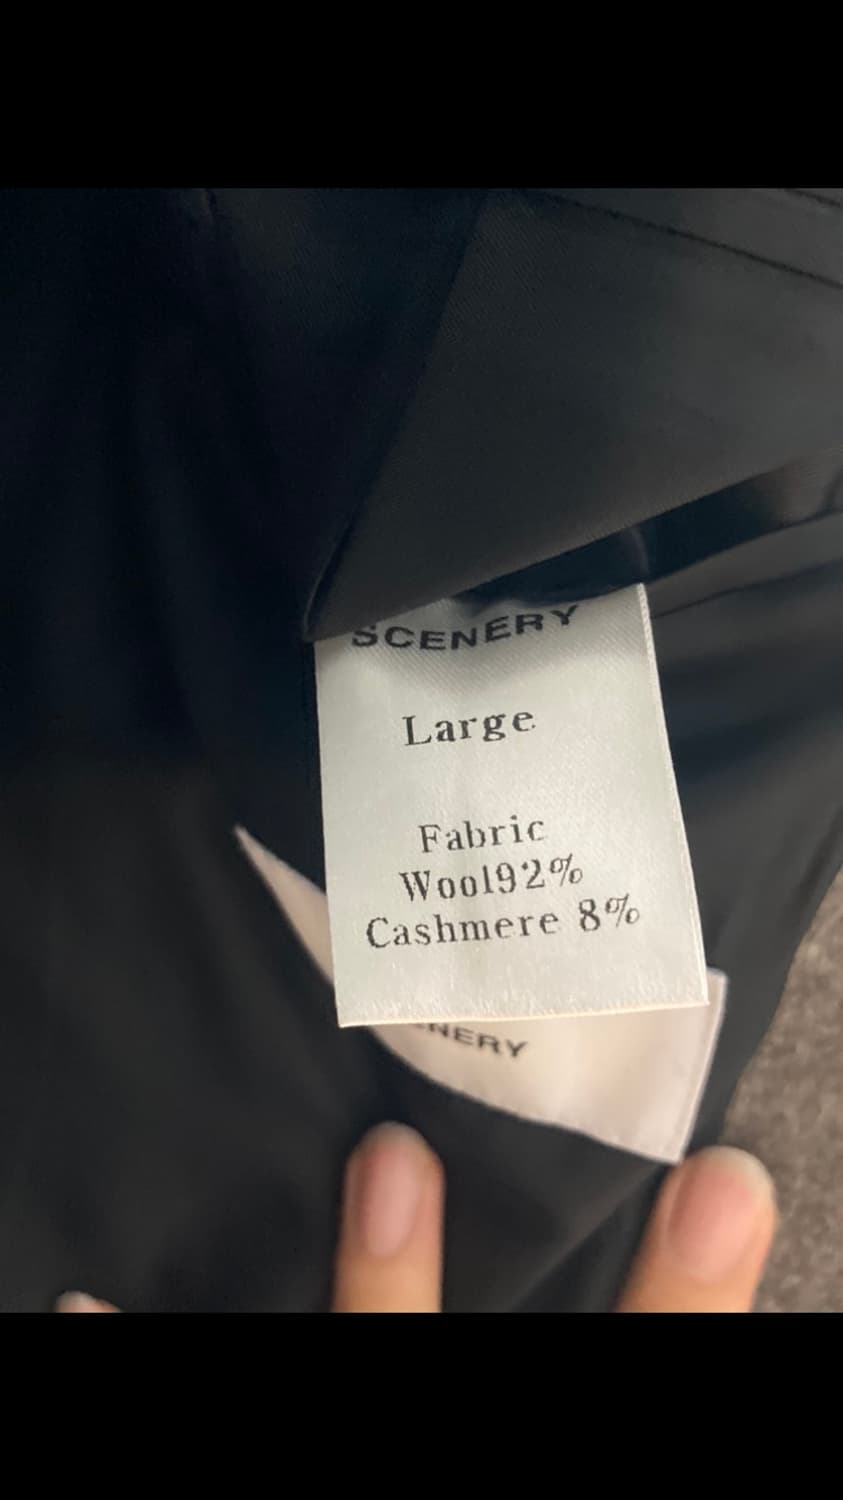 SCENERY
Large
Fabric
Wool92%
Cashmere 8%
NERY